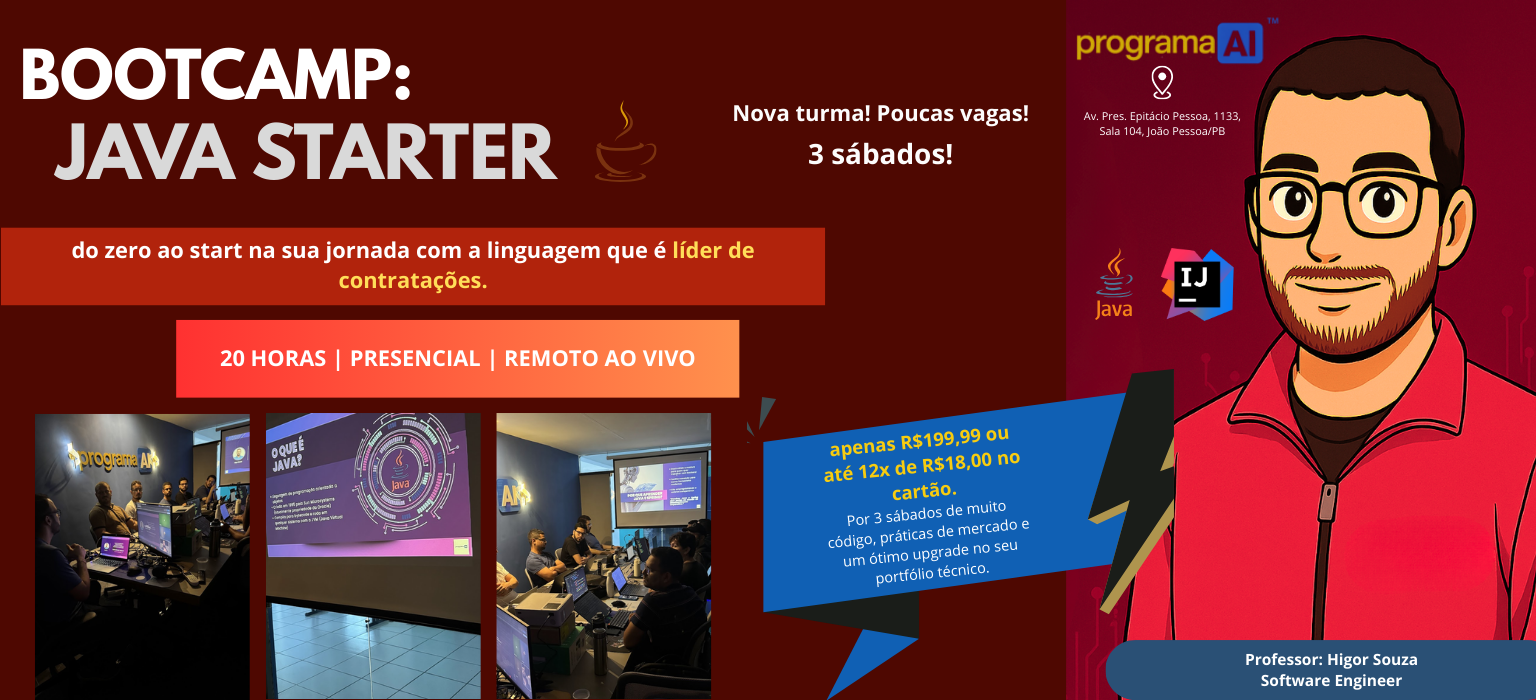 BOOTCAMP:
JAVA STARTER
Nova turma! Poucas vagas!
3 sábados!
programaAI™
Av. Pres. Epitácio Pessoa, 1133,
Sala 104, João Pessoa/PB
do zero ao start na sua jornada com a linguagem que é líder de
contratações.
20 HORAS | PRESENCIAL | REMOTO AO VIVO
Java
IJ
programa AI
O QUE É
JAVA?
Java
AI
apenas R$199,99 ou
até 12x de R$18,00 no
cartão.
Por 3 sábados de muito
código, práticas de mercado e
um ótimo upgrade no seu
portfólio técnico.
Professor: Higor Souza
Software Engineer